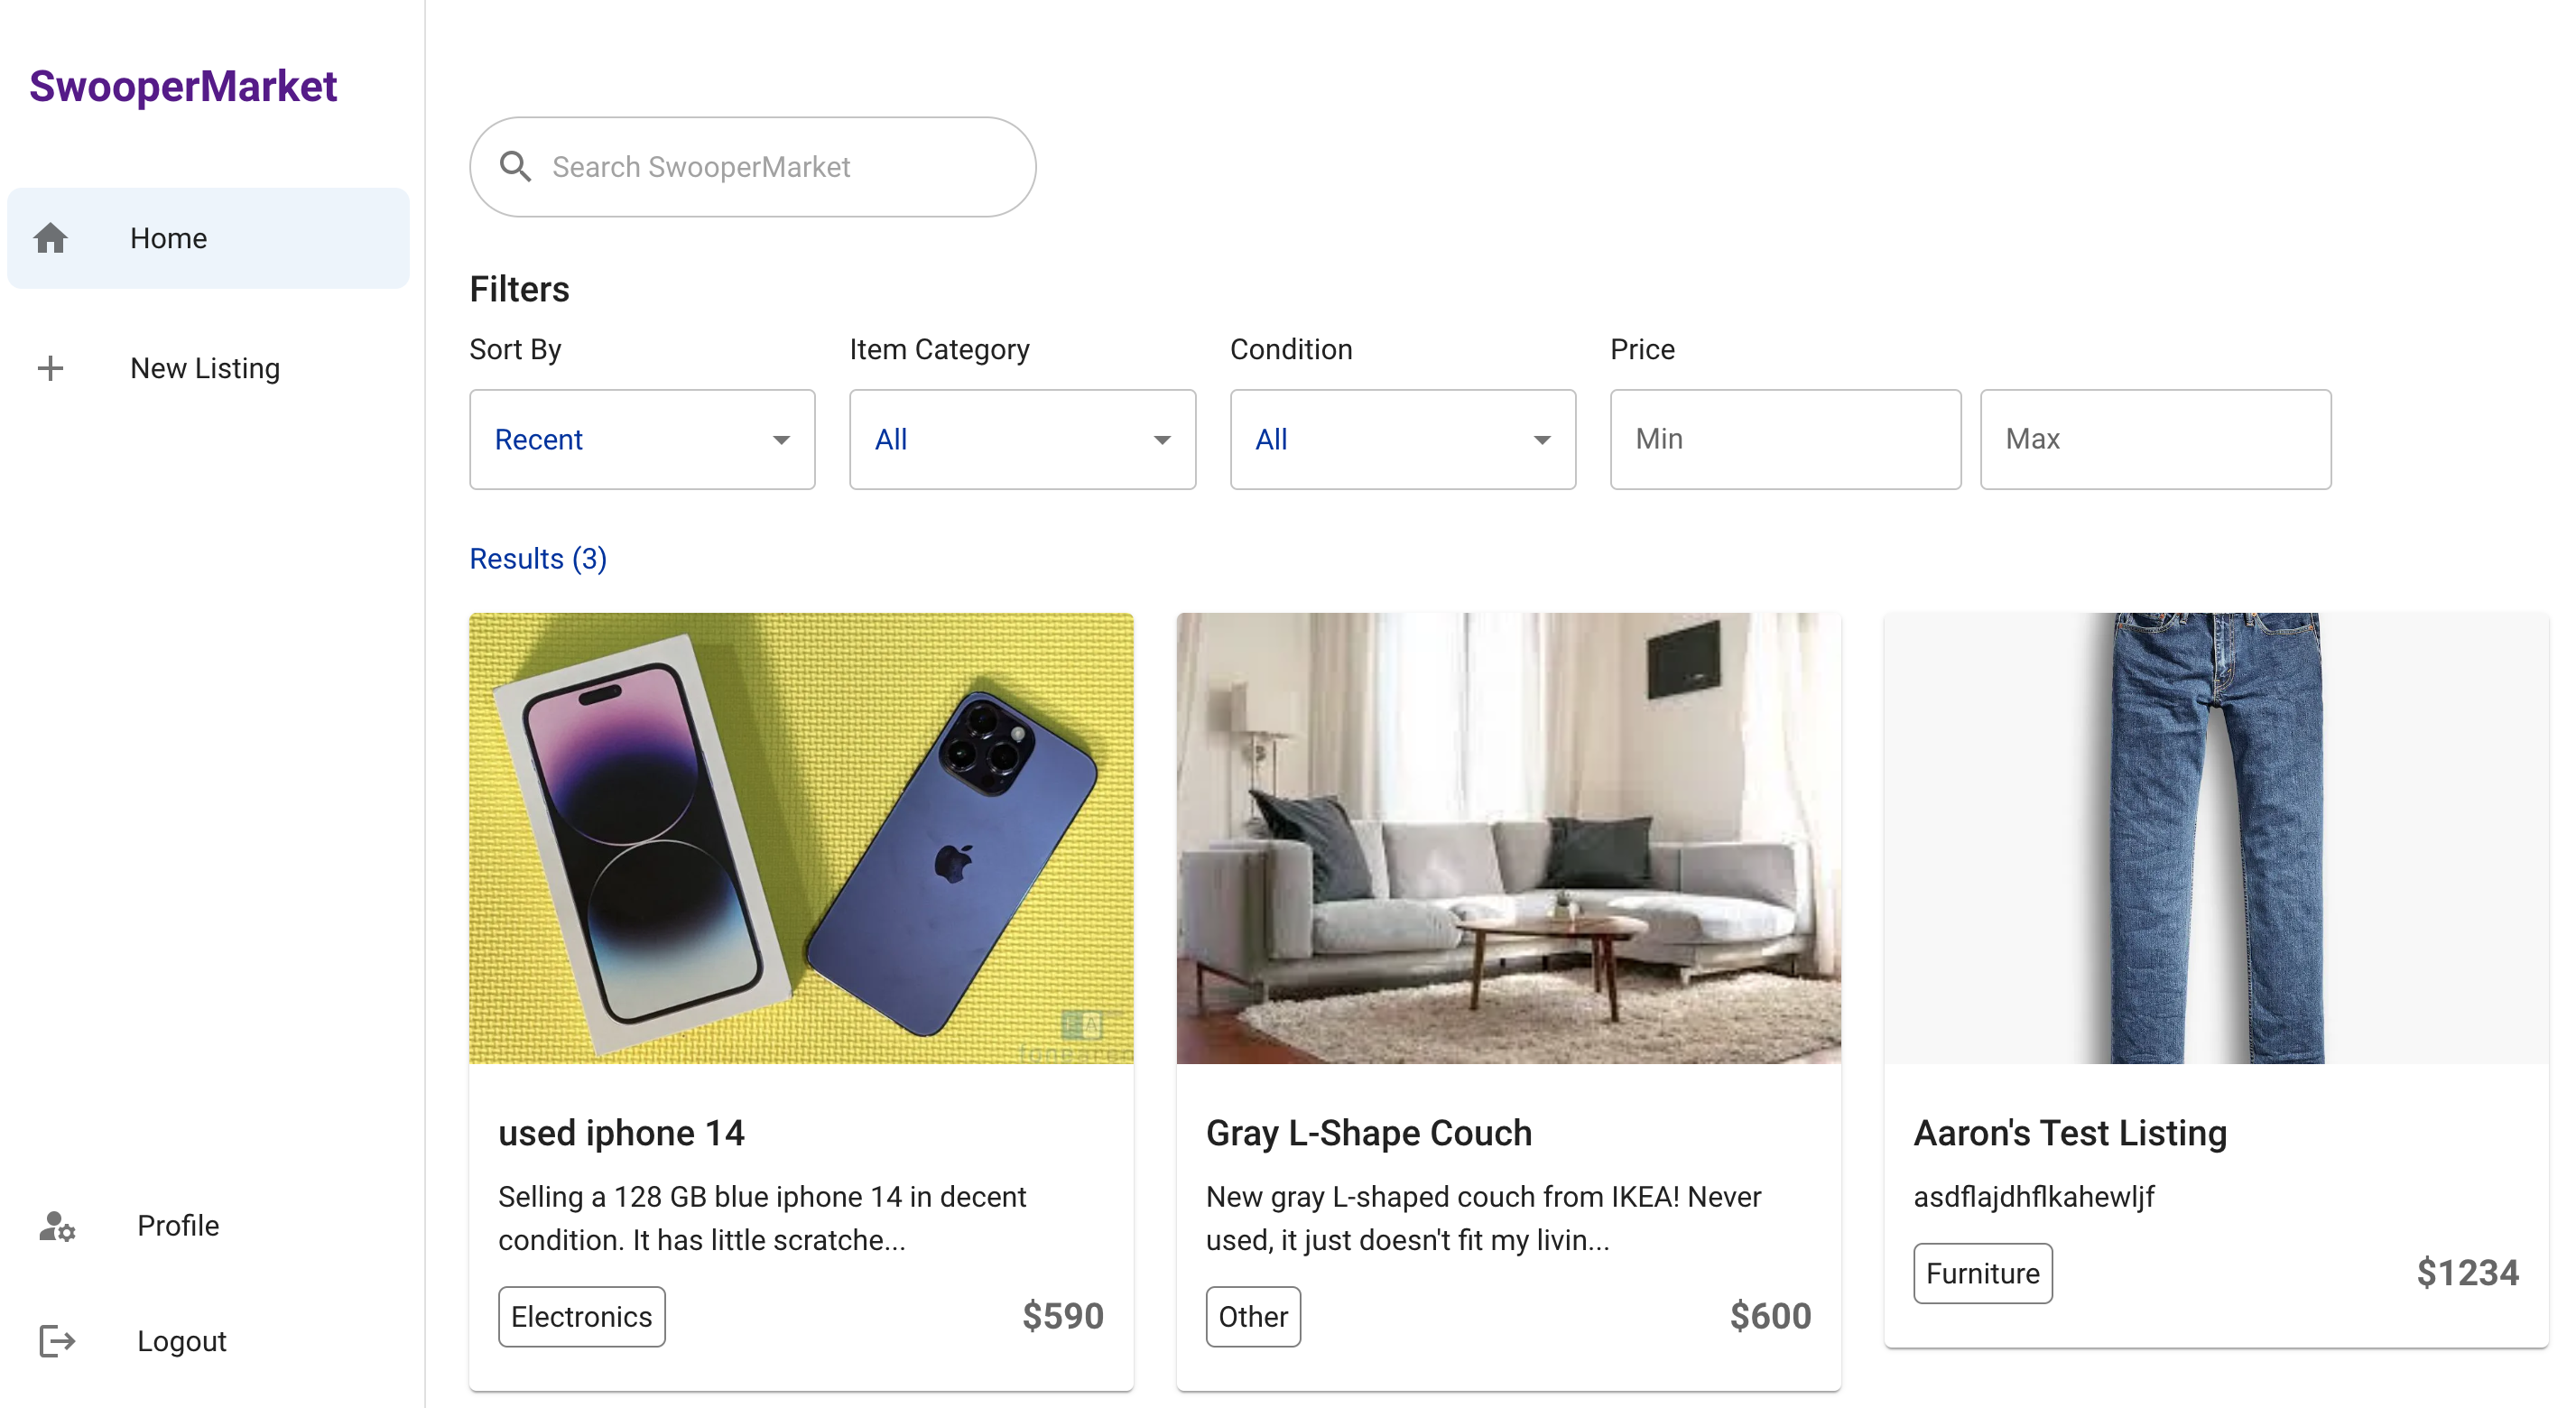 SwooperMarket
Home
New Listing
Profile
Logout
Search SwooperMarket
Filters
Sort By
Item Category
Condition
Price
Recent
All
All
Min
Max
Results (3)
used iphone 14
Selling a 128 GB blue iphone 14 in decent
condition. It has little scratche...
Electronics
$590
Gray L-Shape Couch
New gray L-shaped couch from IKEA! Never
used, it just doesn't fit my livin...
Other
$600
Aaron's Test Listing
asdflajdhflkahewljf
Furniture
$1234